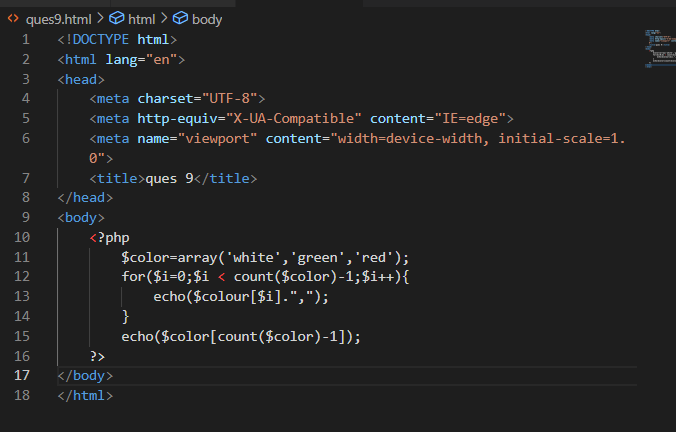 ques9.html > html > body
1 <!DOCTYPE html>
2 <html lang="en">
3 <head>
4 <meta charset="UTF-8">
5 <meta http-equiv="X-UA-Compatible" content="IE=edge">
6 <meta name="viewport" content="width=device-width, initial-scale=1.
0">
7 <title>ques 9</title>
8 </head>
9 <body>
10 <?php
11 $color=array('white','green','red');
12 for($i=0;$i < count($color)-1;$i++){
13 echo($colour[$i].",");
14 }
15 echo($color[count($color)-1]);
16 ?>
17 </body>
18 </html>